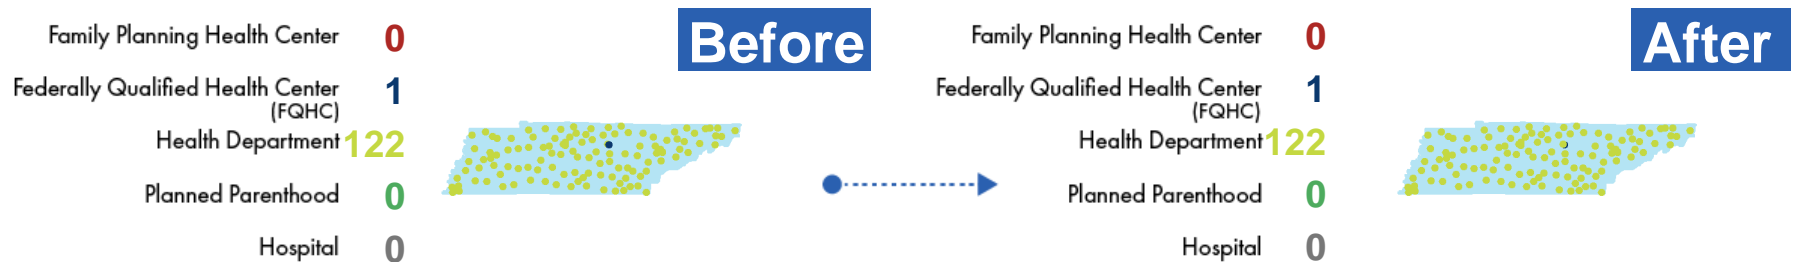 Before
Family Planning Health Center 0
Federally Qualified Health Center 1
(FQHC)
Health Department 122
Planned Parenthood 0
Hospital 0
After
Family Planning Health Center 0
Federally Qualified Health Center 1
(FQHC)
Health Department 122
Planned Parenthood 0
Hospital 0